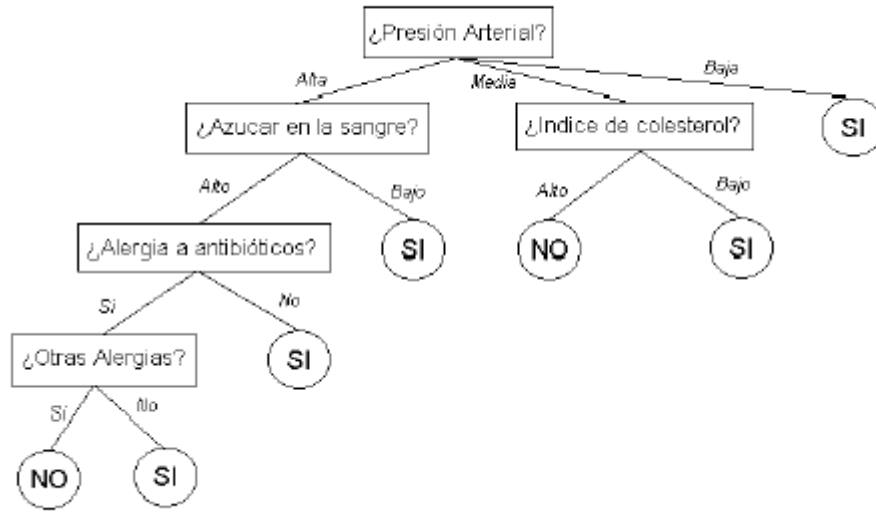 ¿Presión Arterial?
Alta
Media
Baja
¿Azucar en la sangre?
¿Indice de colesterol?
SI
Alto
Bajo
Alto
Bajo
¿Alergia a antibióticos?
SI
NO
SI
Si
No
¿Otras Alergias?
SI
Si
No
NO
SI